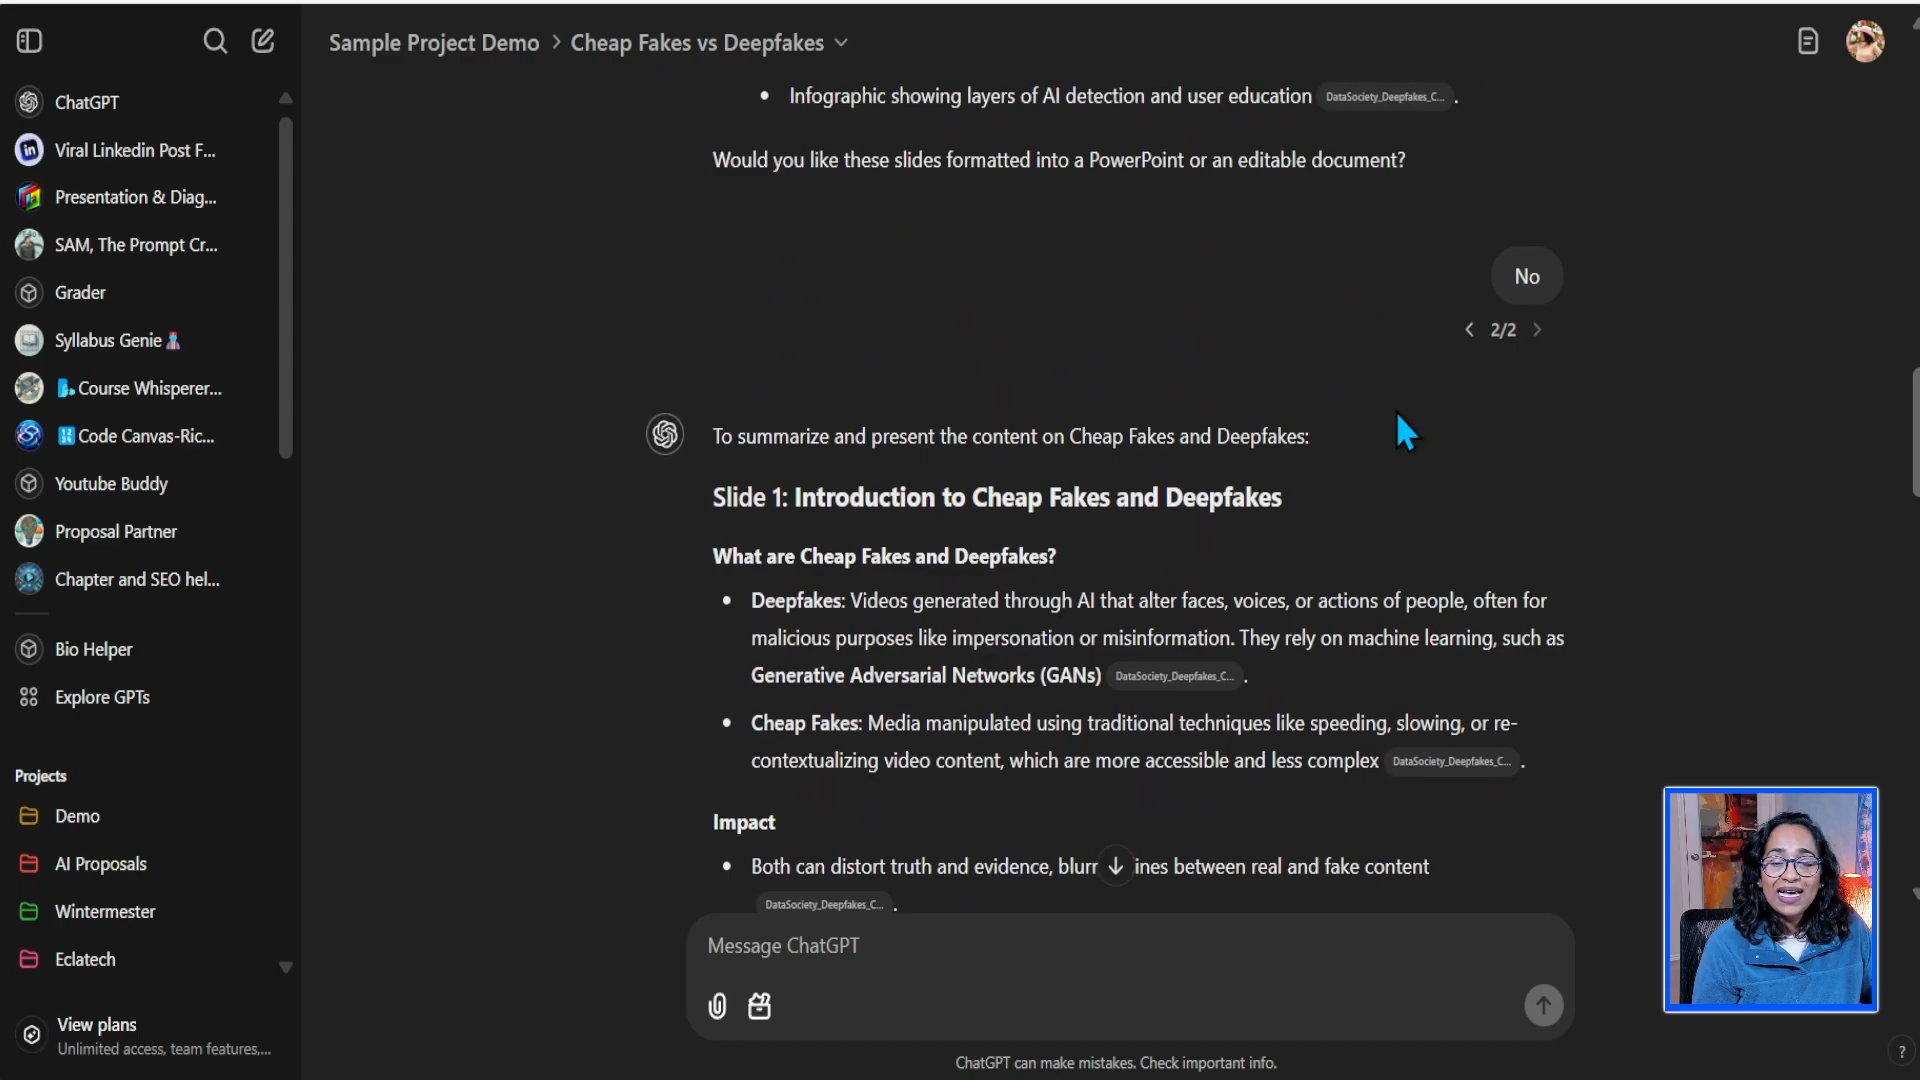 Sample Project Demo > Cheap Fakes vs Deepfakes
ChatGPT
Viral Linkedin Post F...
Presentation & Diag...
SAM, The Prompt Cr...
Grader
Syllabus Genie
Course Whisperer...
Code Canvas-Ric...
Youtube Buddy
Proposal Partner
Chapter and SEO hel...
Bio Helper
Explore GPTs
Projects
Demo
AI Proposals
Wintermester
Eclatech
View plans
Unlimited access, team features,...
• Infographic showing layers of AI detection and user education DataSociety_Deepfakes_C... .
Would you like these slides formatted into a PowerPoint or an editable document?
No
< 2/2 >
To summarize and present the content on Cheap Fakes and Deepfakes:
Slide 1: Introduction to Cheap Fakes and Deepfakes
What are Cheap Fakes and Deepfakes?
• Deepfakes: Videos generated through AI that alter faces, voices, or actions of people, often for
malicious purposes like impersonation or misinformation. They rely on machine learning, such as
Generative Adversarial Networks (GANs) DataSociety_Deepfakes_C... .
• Cheap Fakes: Media manipulated using traditional techniques like speeding, slowing, or re-
contextualizing video content, which are more accessible and less complex DataSociety_Deepfakes_C... .
Impact
• Both can distort truth and evidence, blurr ines between real and fake content
DataSociety_Deepfakes_C... .
Message ChatGPT
ChatGPT can make mistakes. Check important info.
?